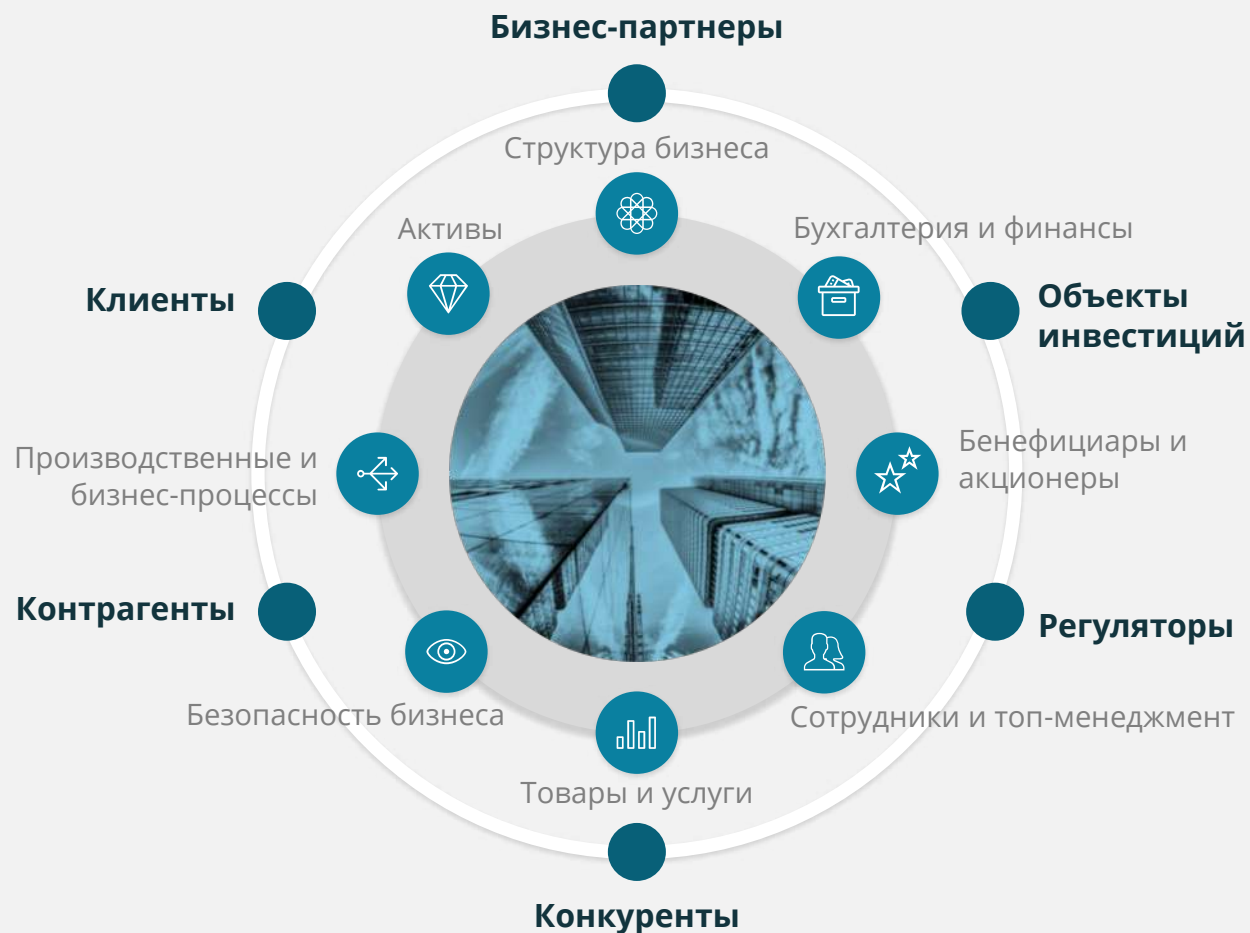 Бизнес-партнеры
Структура бизнеса
Активы
Бухгалтерия и финансы
Клиенты
Объекты
инвестиций
Производственные и
бизнес-процессы
Бенефициары и
акционеры
Контрагенты
Регуляторы
Безопасность бизнеса
Сотрудники и топ-менеджмент
Товары и услуги
Конкуренты